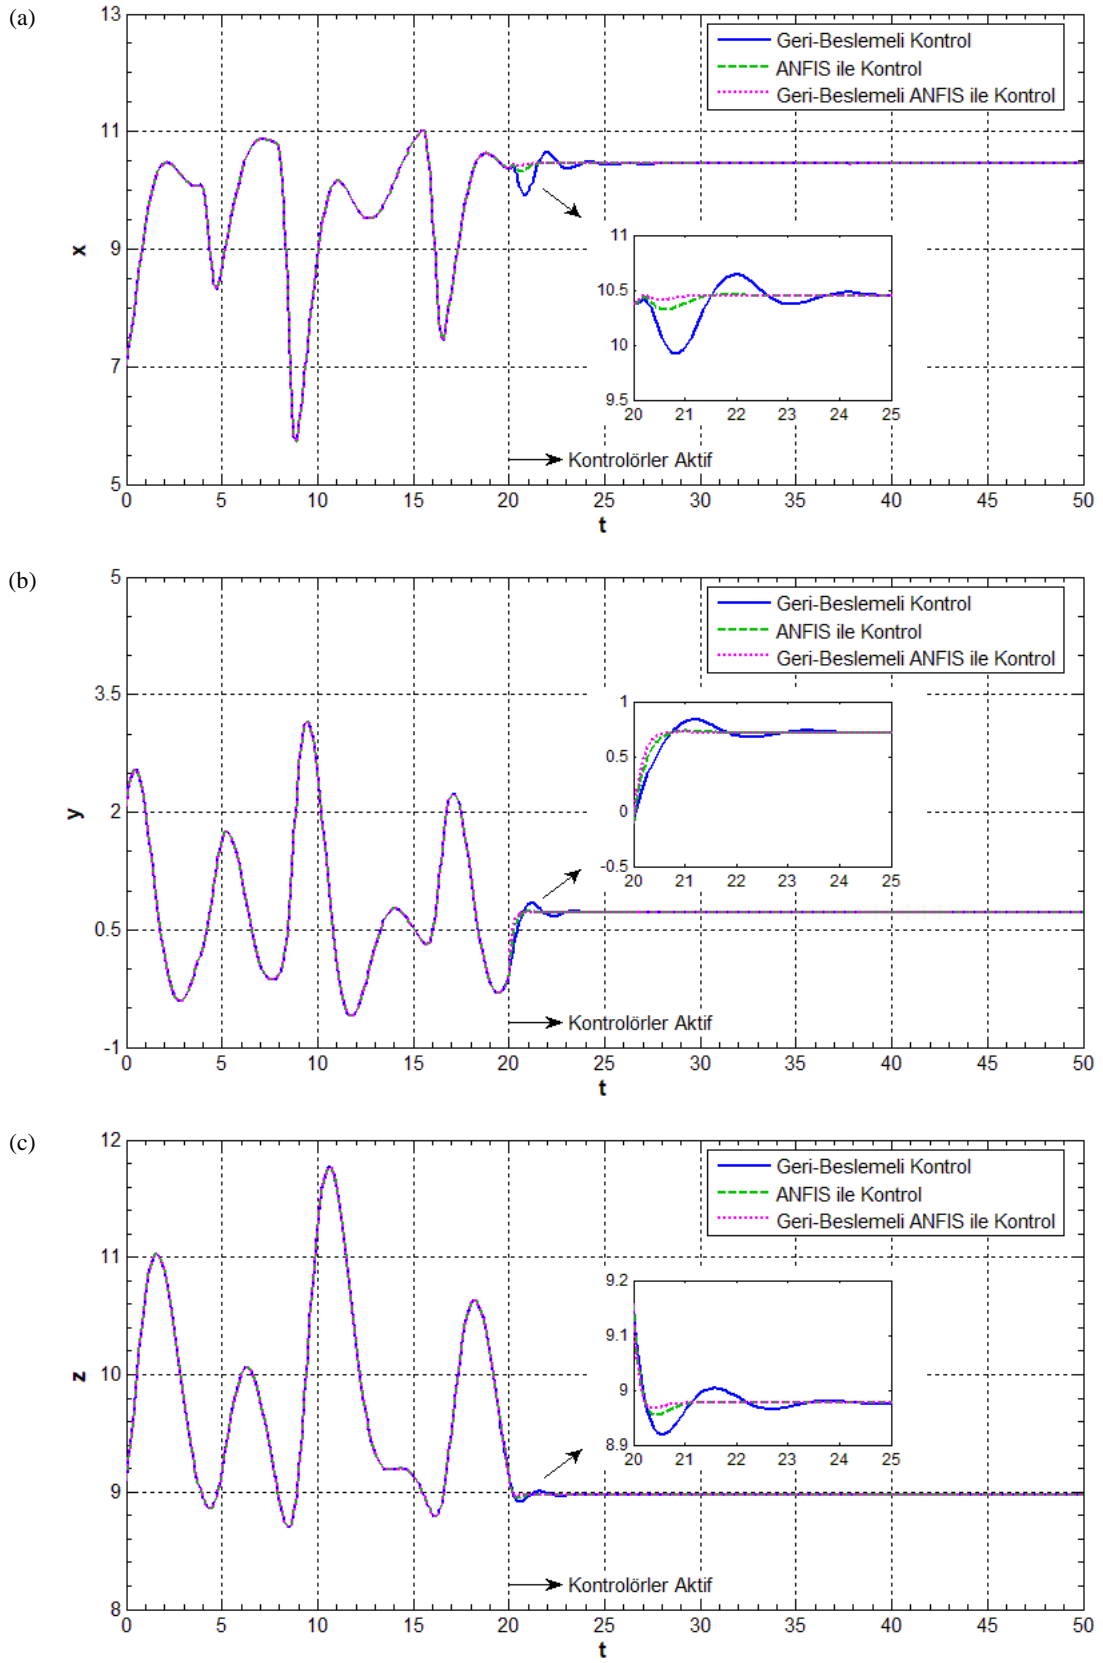 (a)
13
11
9
7
5
x
Geri-Beslemeli Kontrol
ANFIS ile Kontrol
Geri-Beslemeli ANFIS ile Kontrol
11
10.5
10
9.5
20 21 22 23 24 25
Kontrolörler Aktif
0 5 10 15 20 25 30 35 40 45 50
t
(b)
5
3.5
2
0.5
-1
y
Geri-Beslemeli Kontrol
ANFIS ile Kontrol
Geri-Beslemeli ANFIS ile Kontrol
1
0.5
0
-0.5
20 21 22 23 24 25
Kontrolörler Aktif
0 5 10 15 20 25 30 35 40 45 50
t
(c)
12
11
10
9
8
z
Geri-Beslemeli Kontrol
ANFIS ile Kontrol
Geri-Beslemeli ANFIS ile Kontrol
9.2
9.1
9
8.9
20 21 22 23 24 25
Kontrolörler Aktif
0 5 10 15 20 25 30 35 40 45 50
t